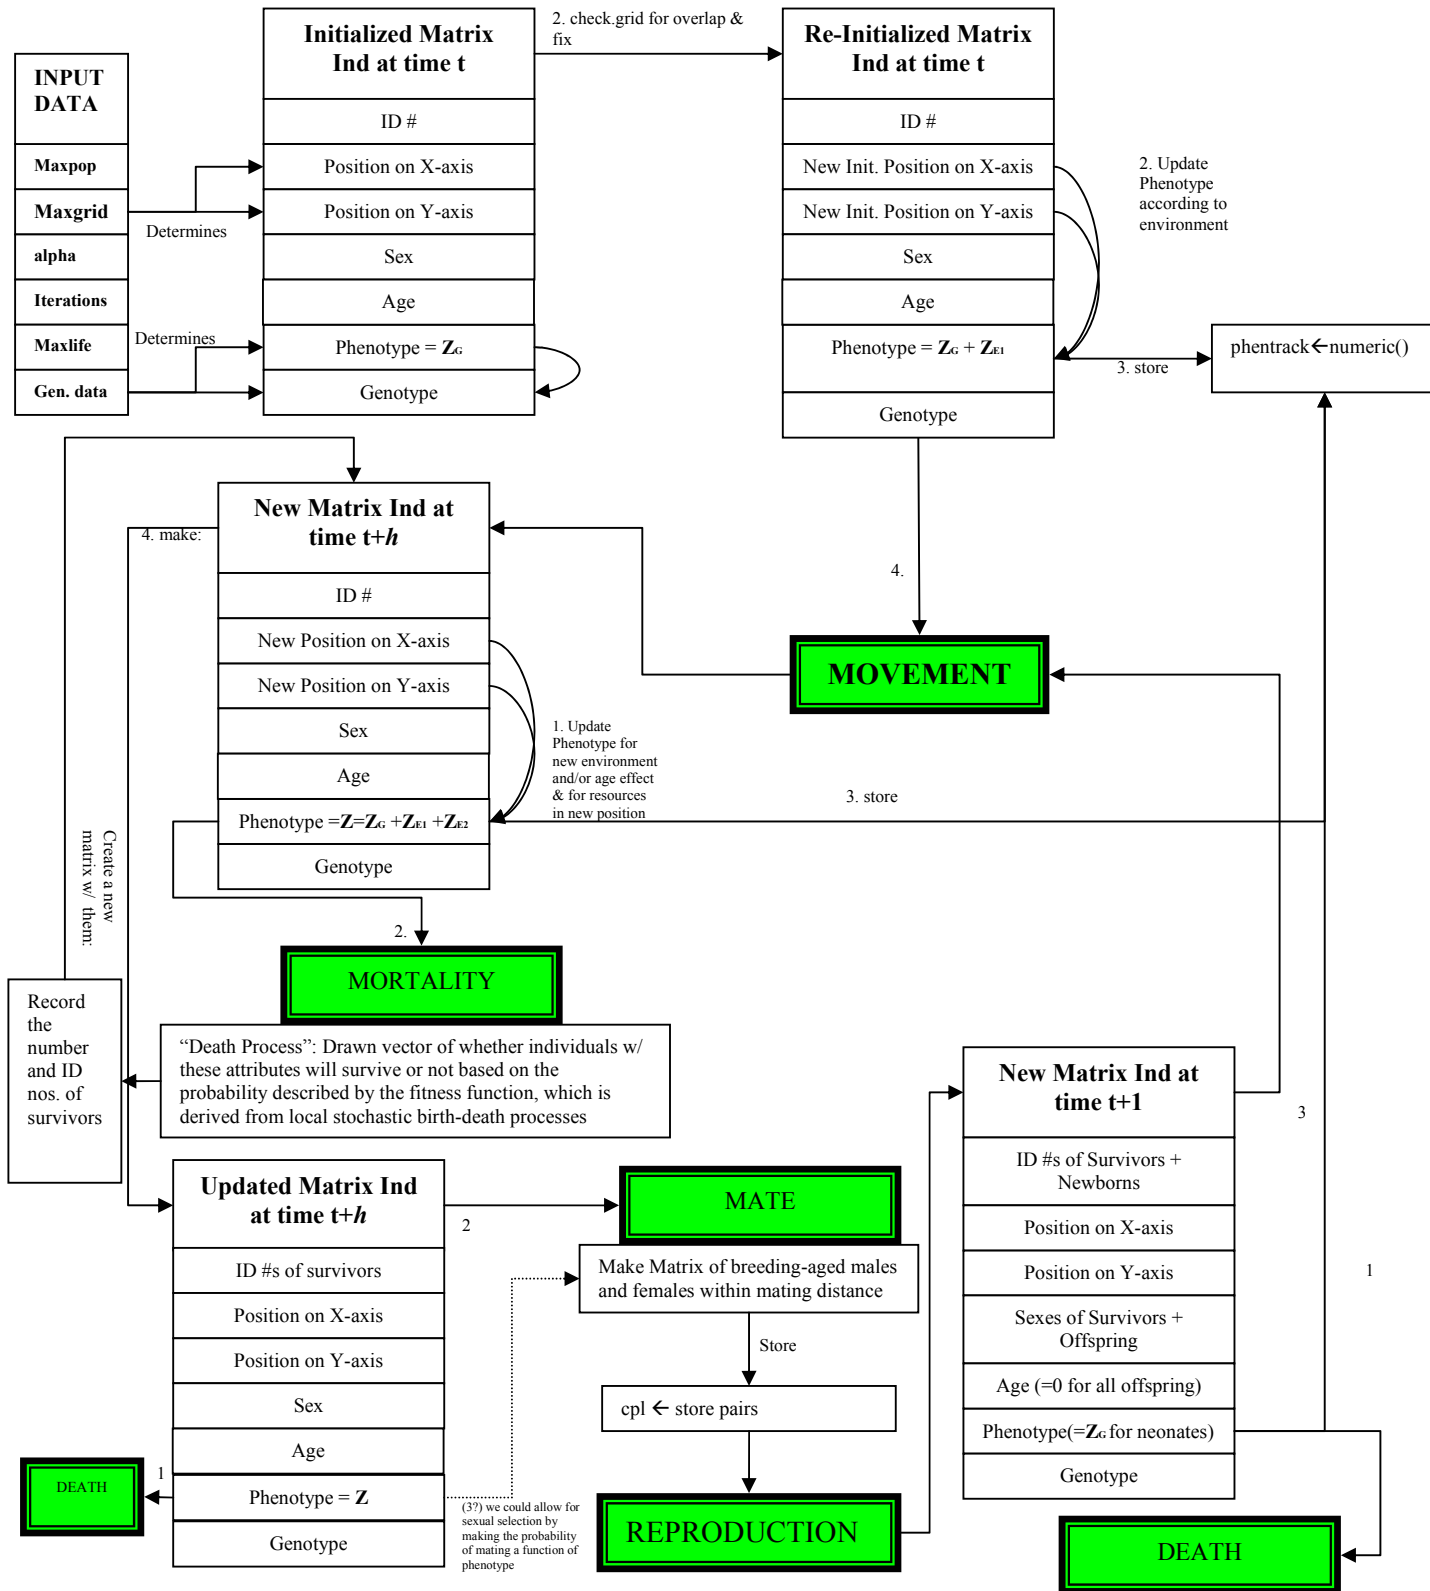 INPUT
DATA
Maxpop
Maxgrid
alpha
Iterations
Maxlife
Gen. data
Determines
Determines
Initialized Matrix
Ind at time t
ID #
Position on X-axis
Position on Y-axis
Sex
Age
Phenotype = ZG
Genotype
2. check.grid for overlap &
fix
Re-Initialized Matrix
Ind at time t
ID #
New Init. Position on X-axis
New Init. Position on Y-axis
Sex
Age
Phenotype = ZG + ZE1
Genotype
2. Update
Phenotype
according to
environment
3. store
phentrack←numeric()
4.
MOVEMENT
New Matrix Ind at
time t+h
ID #
New Position on X-axis
New Position on Y-axis
Sex
Age
Phenotype =Z=ZG +ZE1 +ZE2
Genotype
4. make:
1. Update
Phenotype for
new environment
and/or age effect
& for resources
in new position
3. store
Create a new
matrix w/ them:
2.
MORTALITY
"Death Process": Drawn vector of whether individuals w/
these attributes will survive or not based on the
probability described by the fitness function, which is
derived from local stochastic birth-death processes
Record
the
number
and ID
nos. of
survivors
Updated Matrix Ind
at time t+h
ID #s of survivors
Position on X-axis
Position on Y-axis
Sex
Age
Phenotype = Z
Genotype
1
DEATH
2
MATE
Make Matrix of breeding-aged males
and females within mating distance
Store
cpl ← store pairs
(3?) we could allow for
sexual selection by
making the probability
of mating a function of
phenotype
REPRODUCTION
New Matrix Ind at
time t+1
ID #s of Survivors +
Newborns
Position on X-axis
Position on Y-axis
Sexes of Survivors +
Offspring
Age (=0 for all offspring)
Phenotype(=ZG for neonates)
Genotype
3
1
DEATH